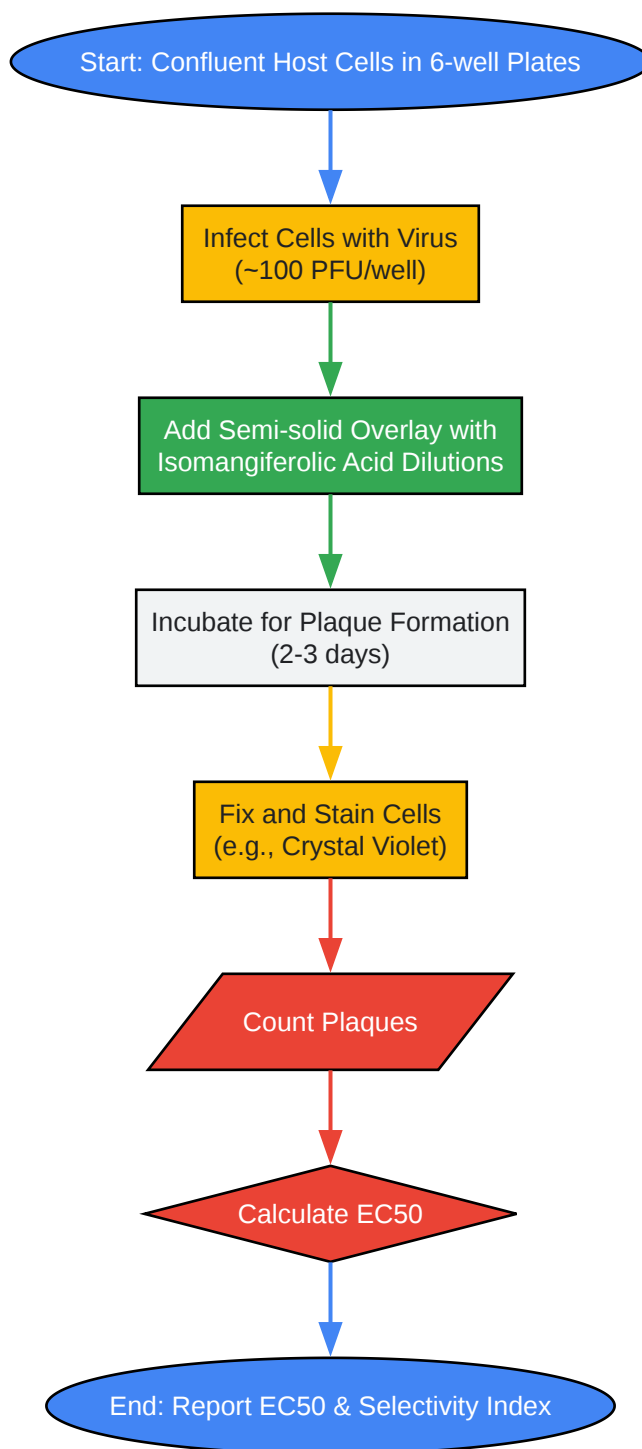 Start: Confluent Host Cells in 6-well Plates
Infect Cells with Virus
(~100 PFU/well)
Add Semi-solid Overlay with
Isomangiferolic Acid Dilutions
Incubate for Plaque Formation
(2-3 days)
Fix and Stain Cells
(e.g., Crystal Violet)
Count Plaques
Calculate EC50
End: Report EC50 & Selectivity Index